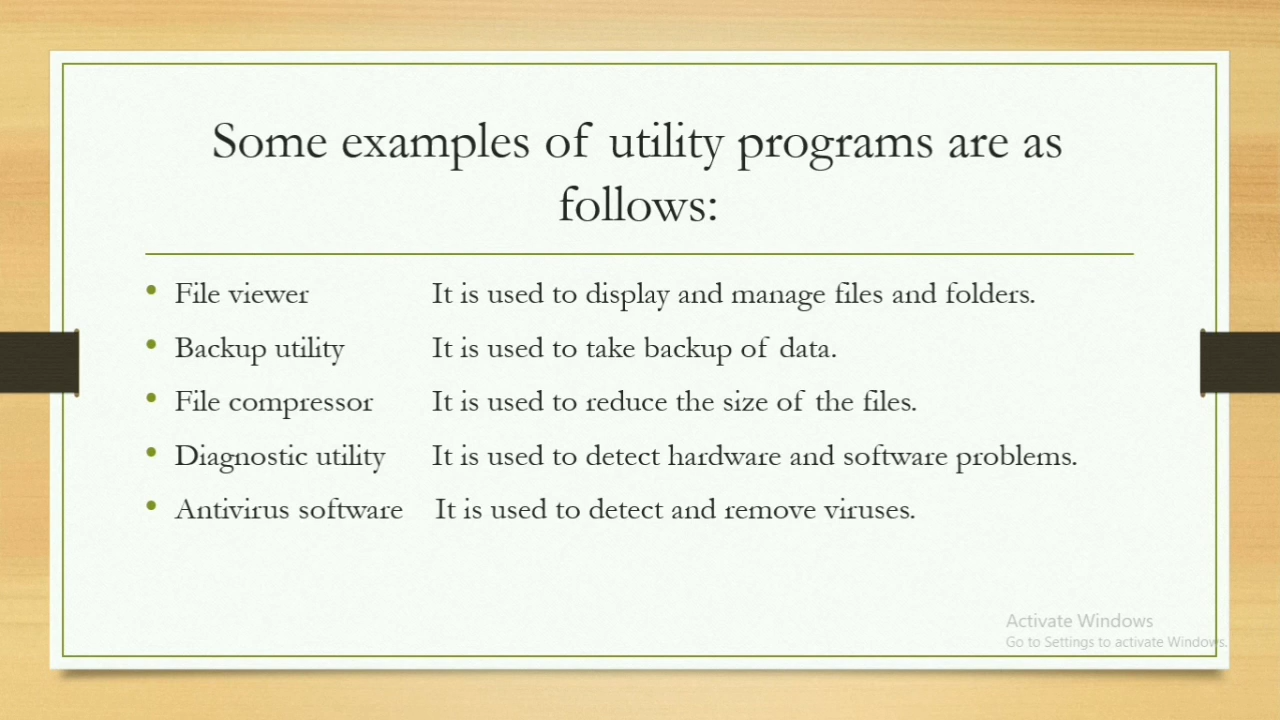 Some examples of utility programs are as
follows:
• File viewer It is used to display and manage files and folders.
• Backup utility It is used to take backup of data.
• File compressor It is used to reduce the size of the files.
• Diagnostic utility It is used to detect hardware and software problems.
• Antivirus software It is used to detect and remove viruses.
Activate Windows
Go to Settings to activate Windows.